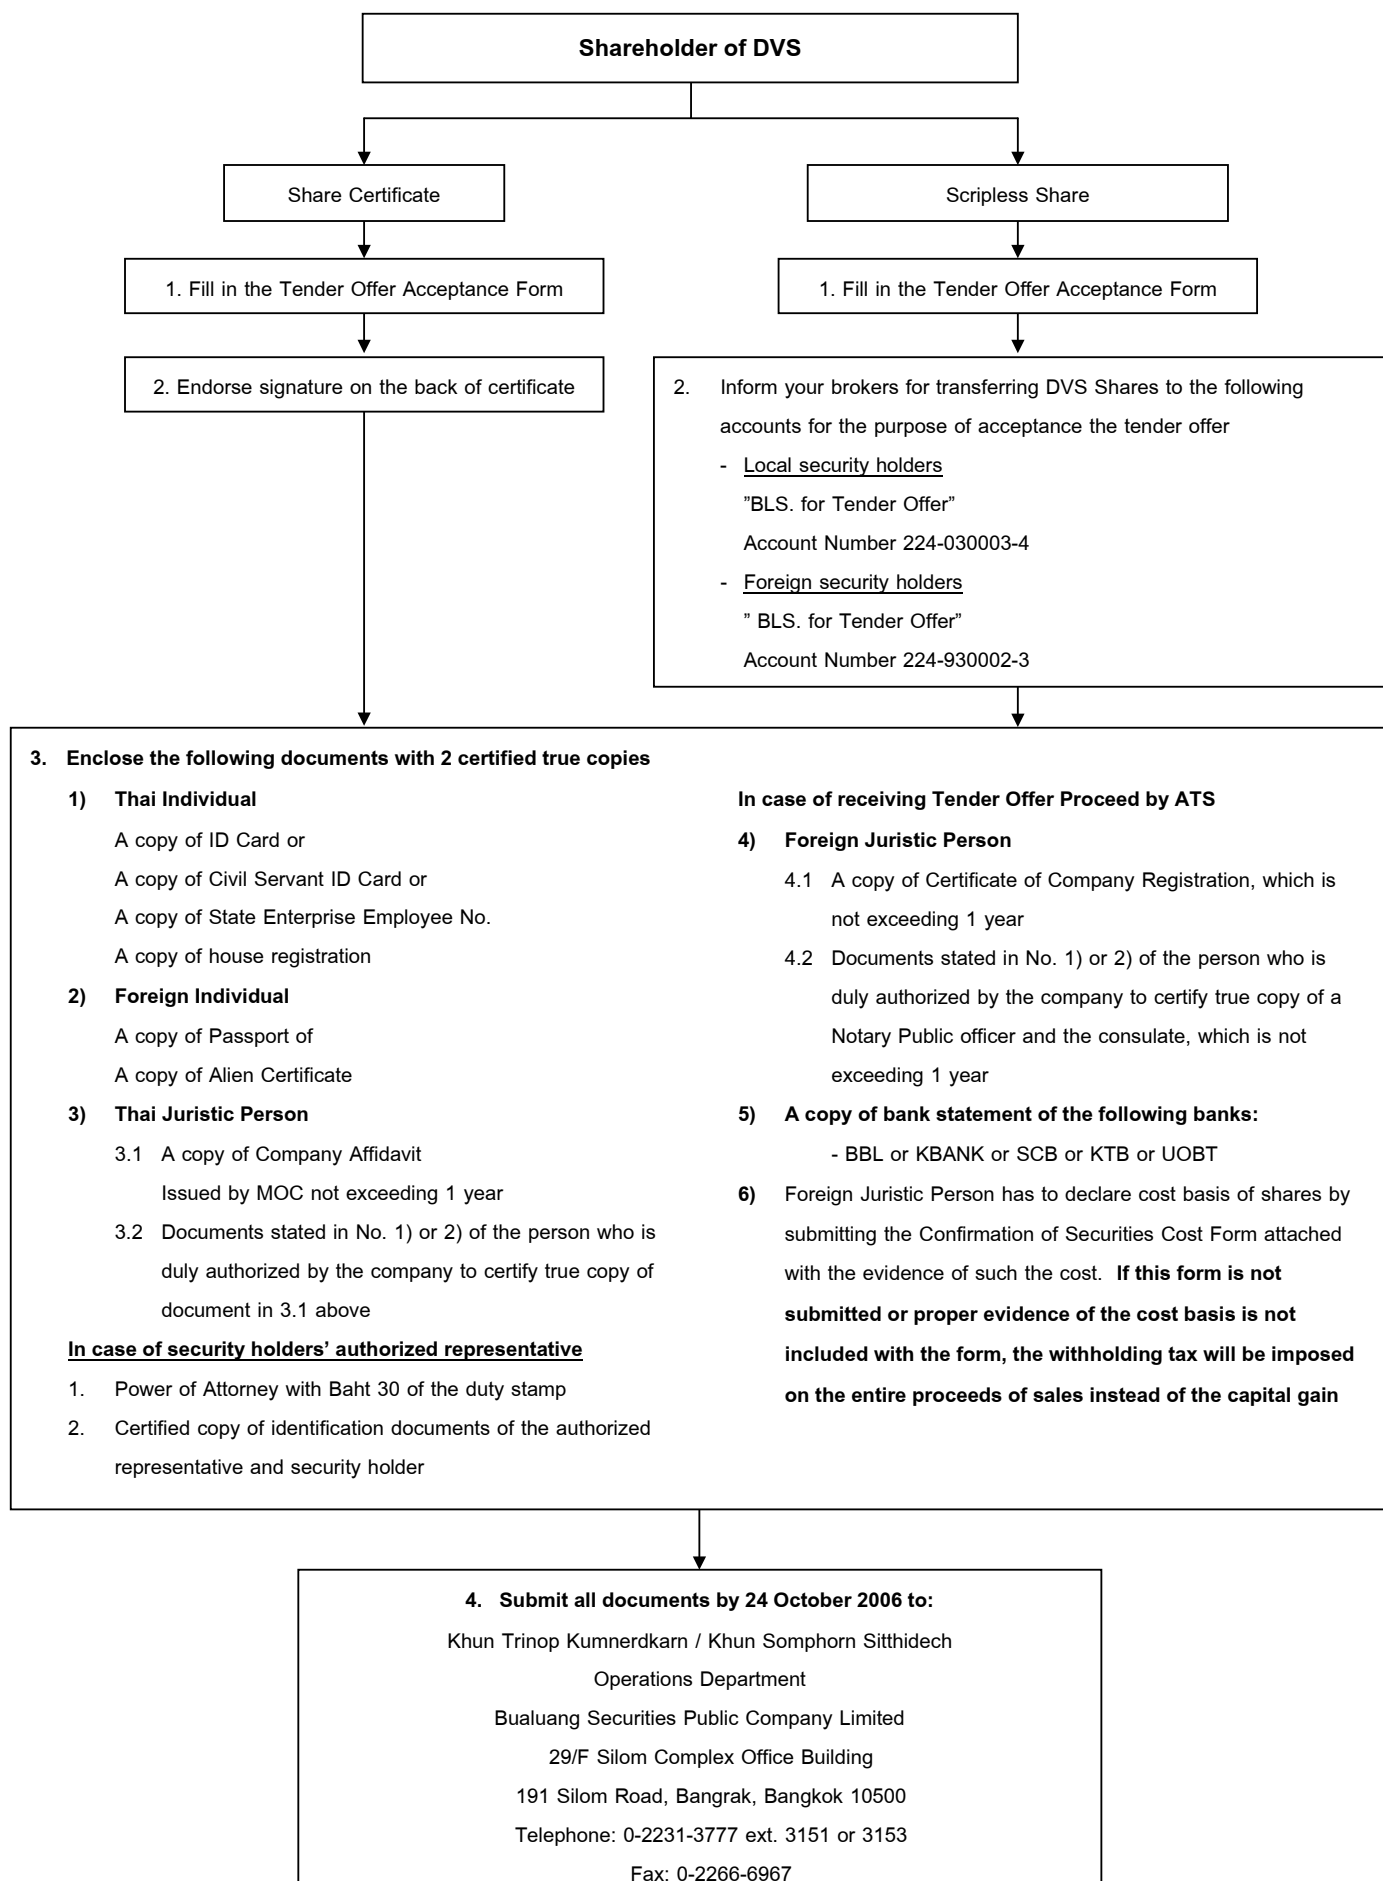 Shareholder of DVS
Share Certificate
Scripless Share
1. Fill in the Tender Offer Acceptance Form
1. Fill in the Tender Offer Acceptance Form
2. Endorse signature on the back of certificate
2. Inform your brokers for transferring DVS Shares to the following
accounts for the purpose of acceptance the tender offer
- Local security holders
”BLS. for Tender Offer”
Account Number 224-030003-4
- Foreign security holders
” BLS. for Tender Offer”
Account Number 224-930002-3
3. Enclose the following documents with 2 certified true copies
1) Thai Individual
A copy of ID Card or
A copy of Civil Servant ID Card or
A copy of State Enterprise Employee No.
A copy of house registration
2) Foreign Individual
A copy of Passport of
A copy of Alien Certificate
3) Thai Juristic Person
3.1 A copy of Company Affidavit
Issued by MOC not exceeding 1 year
3.2 Documents stated in No. 1) or 2) of the person who is
duly authorized by the company to certify true copy of
document in 3.1 above
In case of security holders’ authorized representative
1. Power of Attorney with Baht 30 of the duty stamp
2. Certified copy of identification documents of the authorized
representative and security holder
In case of receiving Tender Offer Proceed by ATS
4) Foreign Juristic Person
4.1 A copy of Certificate of Company Registration, which is
not exceeding 1 year
4.2 Documents stated in No. 1) or 2) of the person who is
duly authorized by the company to certify true copy of a
Notary Public officer and the consulate, which is not
exceeding 1 year
5) A copy of bank statement of the following banks:
- BBL or KBANK or SCB or KTB or UOBT
6) Foreign Juristic Person has to declare cost basis of shares by
submitting the Confirmation of Securities Cost Form attached
with the evidence of such the cost. If this form is not
submitted or proper evidence of the cost basis is not
included with the form, the withholding tax will be imposed
on the entire proceeds of sales instead of the capital gain
4. Submit all documents by 24 October 2006 to:
Khun Trinop Kumnerdkarn / Khun Somphorn Sitthidech
Operations Department
Bualuang Securities Public Company Limited
29/F Silom Complex Office Building
191 Silom Road, Bangrak, Bangkok 10500
Telephone: 0-2231-3777 ext. 3151 or 3153
Fax: 0-2266-6967